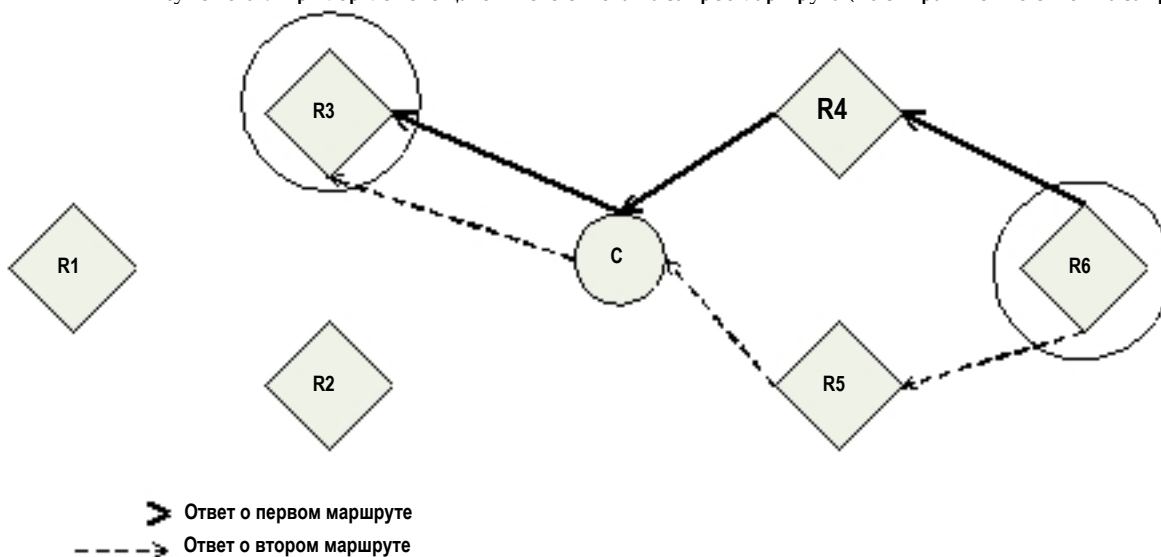 R3
R4
R1
C
R6
R2
R5
Ответ о первом маршруте
Ответ о втором маршруте